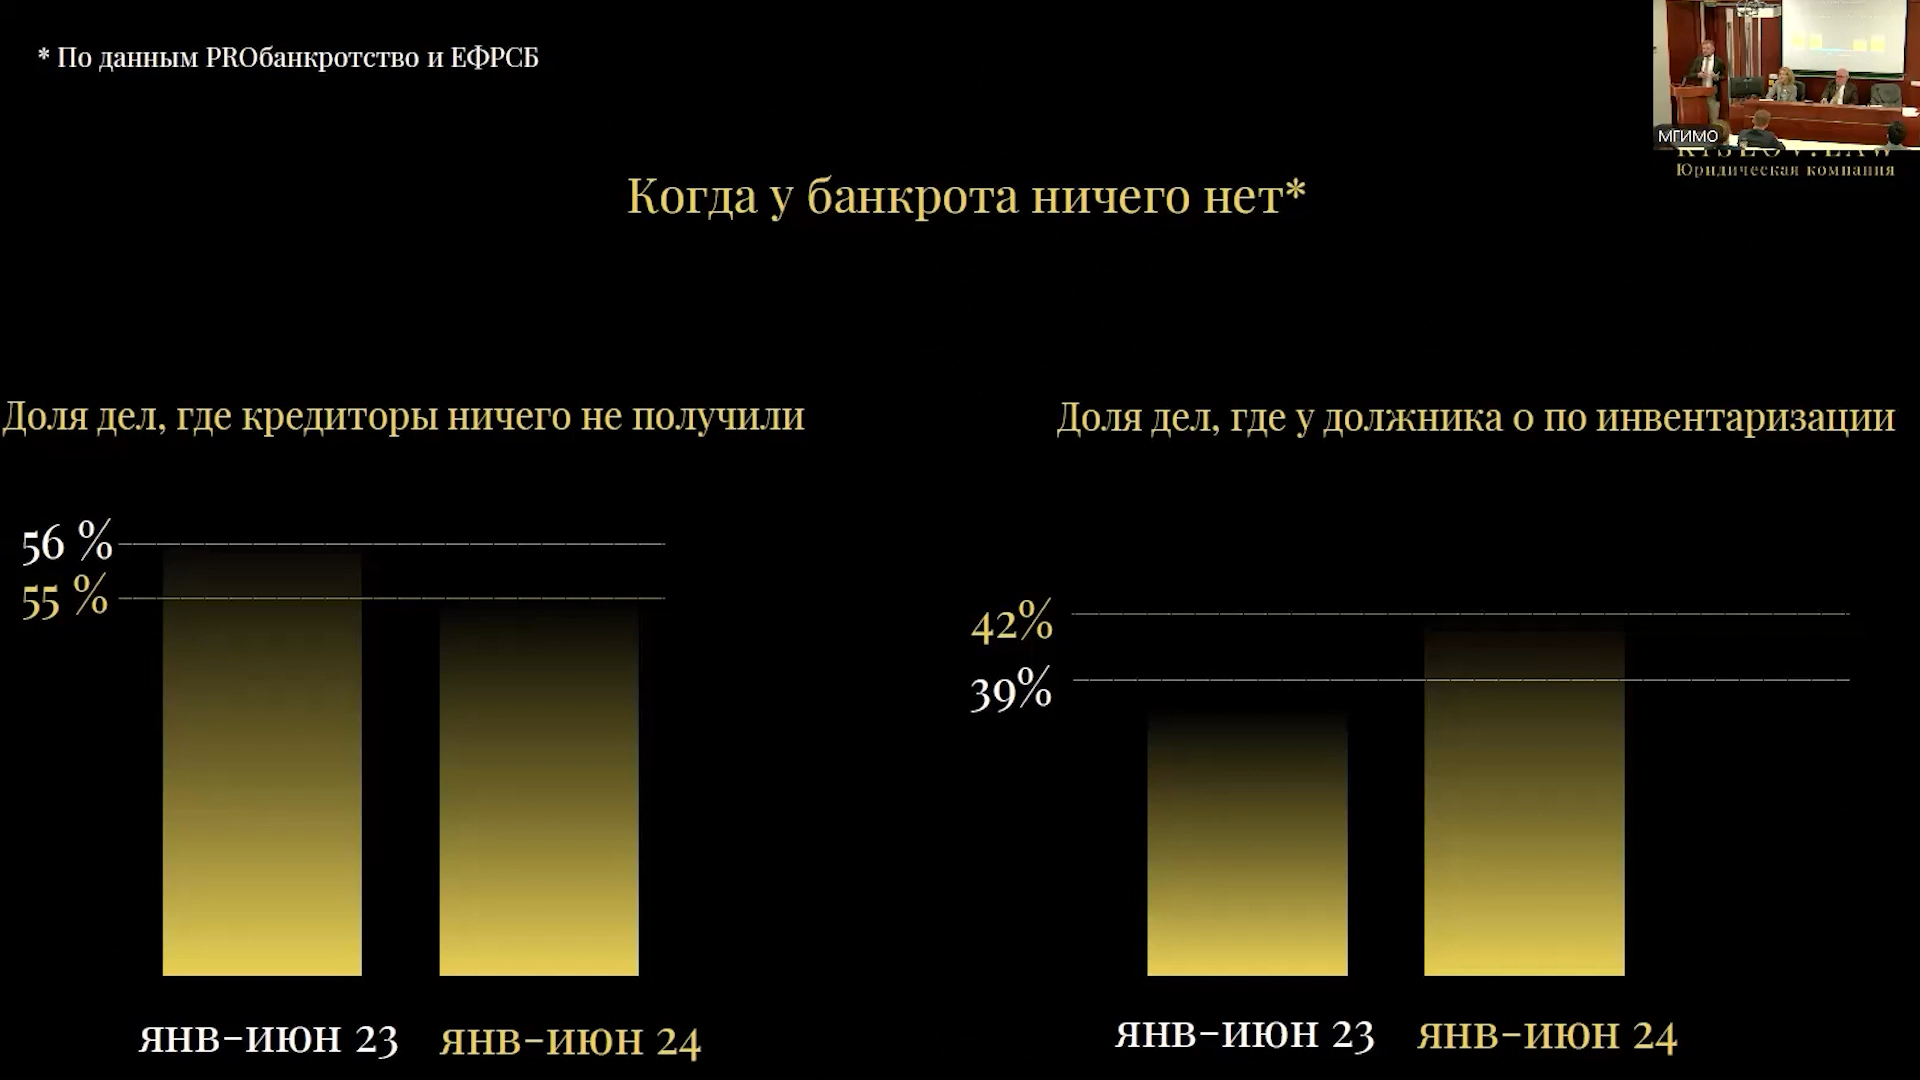 * По данным PROбанкротство и ЕФРСБ
МГИМО
Юридическая компания
Когда у банкрота ничего нет*
Доля дел, где кредиторы ничего не получили
56 %
55 %
янв-июн 23
янв-июн 24
Доля дел, где у должника 0 по инвентаризации
42%
39%
янв-июн 23
янв-июн 24